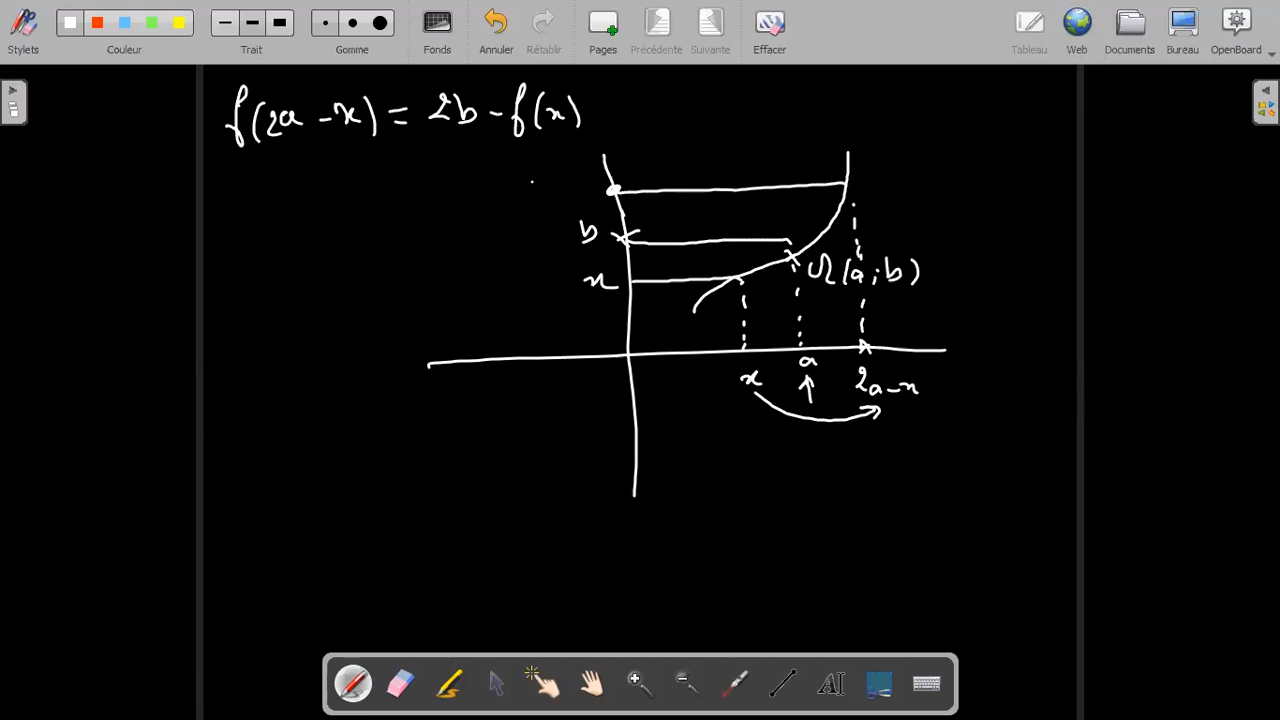 Stylets Couleur Trait Gomme Fonds Annuler Rétablir Pages Précédente Suivante Effacer Tableau Web Documents Bureau OpenBoard
f(2a - x) = 2b - f(x)
b
Ω(a; b)
x
a
x
2a - x
AI